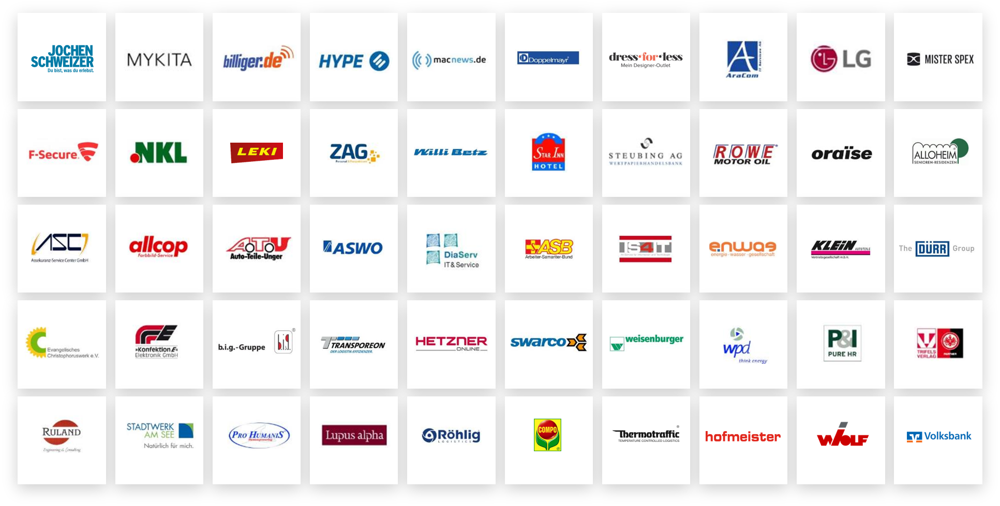 JOCHEN
SCHWEIZER
Du bist, was du erlebst.
MYKITA
billiger.de
HYPE
macnews.de
Doppelmayr
dress-for-less
Mein Designer-Outlet
A
IT Services AG
AraCom
LG
MISTER SPEX
F-Secure.
NKL
LEKI
ZAG
Personal & Perspektiven
Willi Betz
STAR INN
HOTEL
STEUBING AG
WERTPAPIERHANDELSBANK
ROWE
MOTOR OIL
oraïse
ALLOHEIM
SENIOREN-RESIDENZEN
ASC
Assekuranz-Service Center GmbH
allcop
Farbbild-Service
ATU
Auto-Teile-Unger
ASWO
DiaServ
IT & Service
ASB
Arbeiter-Samariter-Bund
IS4IT
enwag
energie - wasser - gesellschaft
KLEiN AUTOTEILE
Vertriebsgesellschaft m.b.H.
The DÜRR Group
Evangelisches
Christophoruswerk e.V.
»Konfektion E«
Elektronik GmbH
b.i.g.-Gruppe b.i.g. ®
TRANSPOREON
DER LOGISTIK-EFFIZIENZER.
HETZNER
ONLINE
swarco
weisenburger
wpd
think energy
P&I
PURE HR
TRIFELS
VERLAG
PARTNER
RULAND
Engineering & Consulting
STADTWERK
AM SEE
Natürlich für mich.
PRO HUMANIS
Lupus alpha
Röhlig
LOGISTICS
COMPO
®
Thermotraffic®
TEMPERATURE CONTROLLED LOGISTICS
hofmeister
WOLF
Volksbank